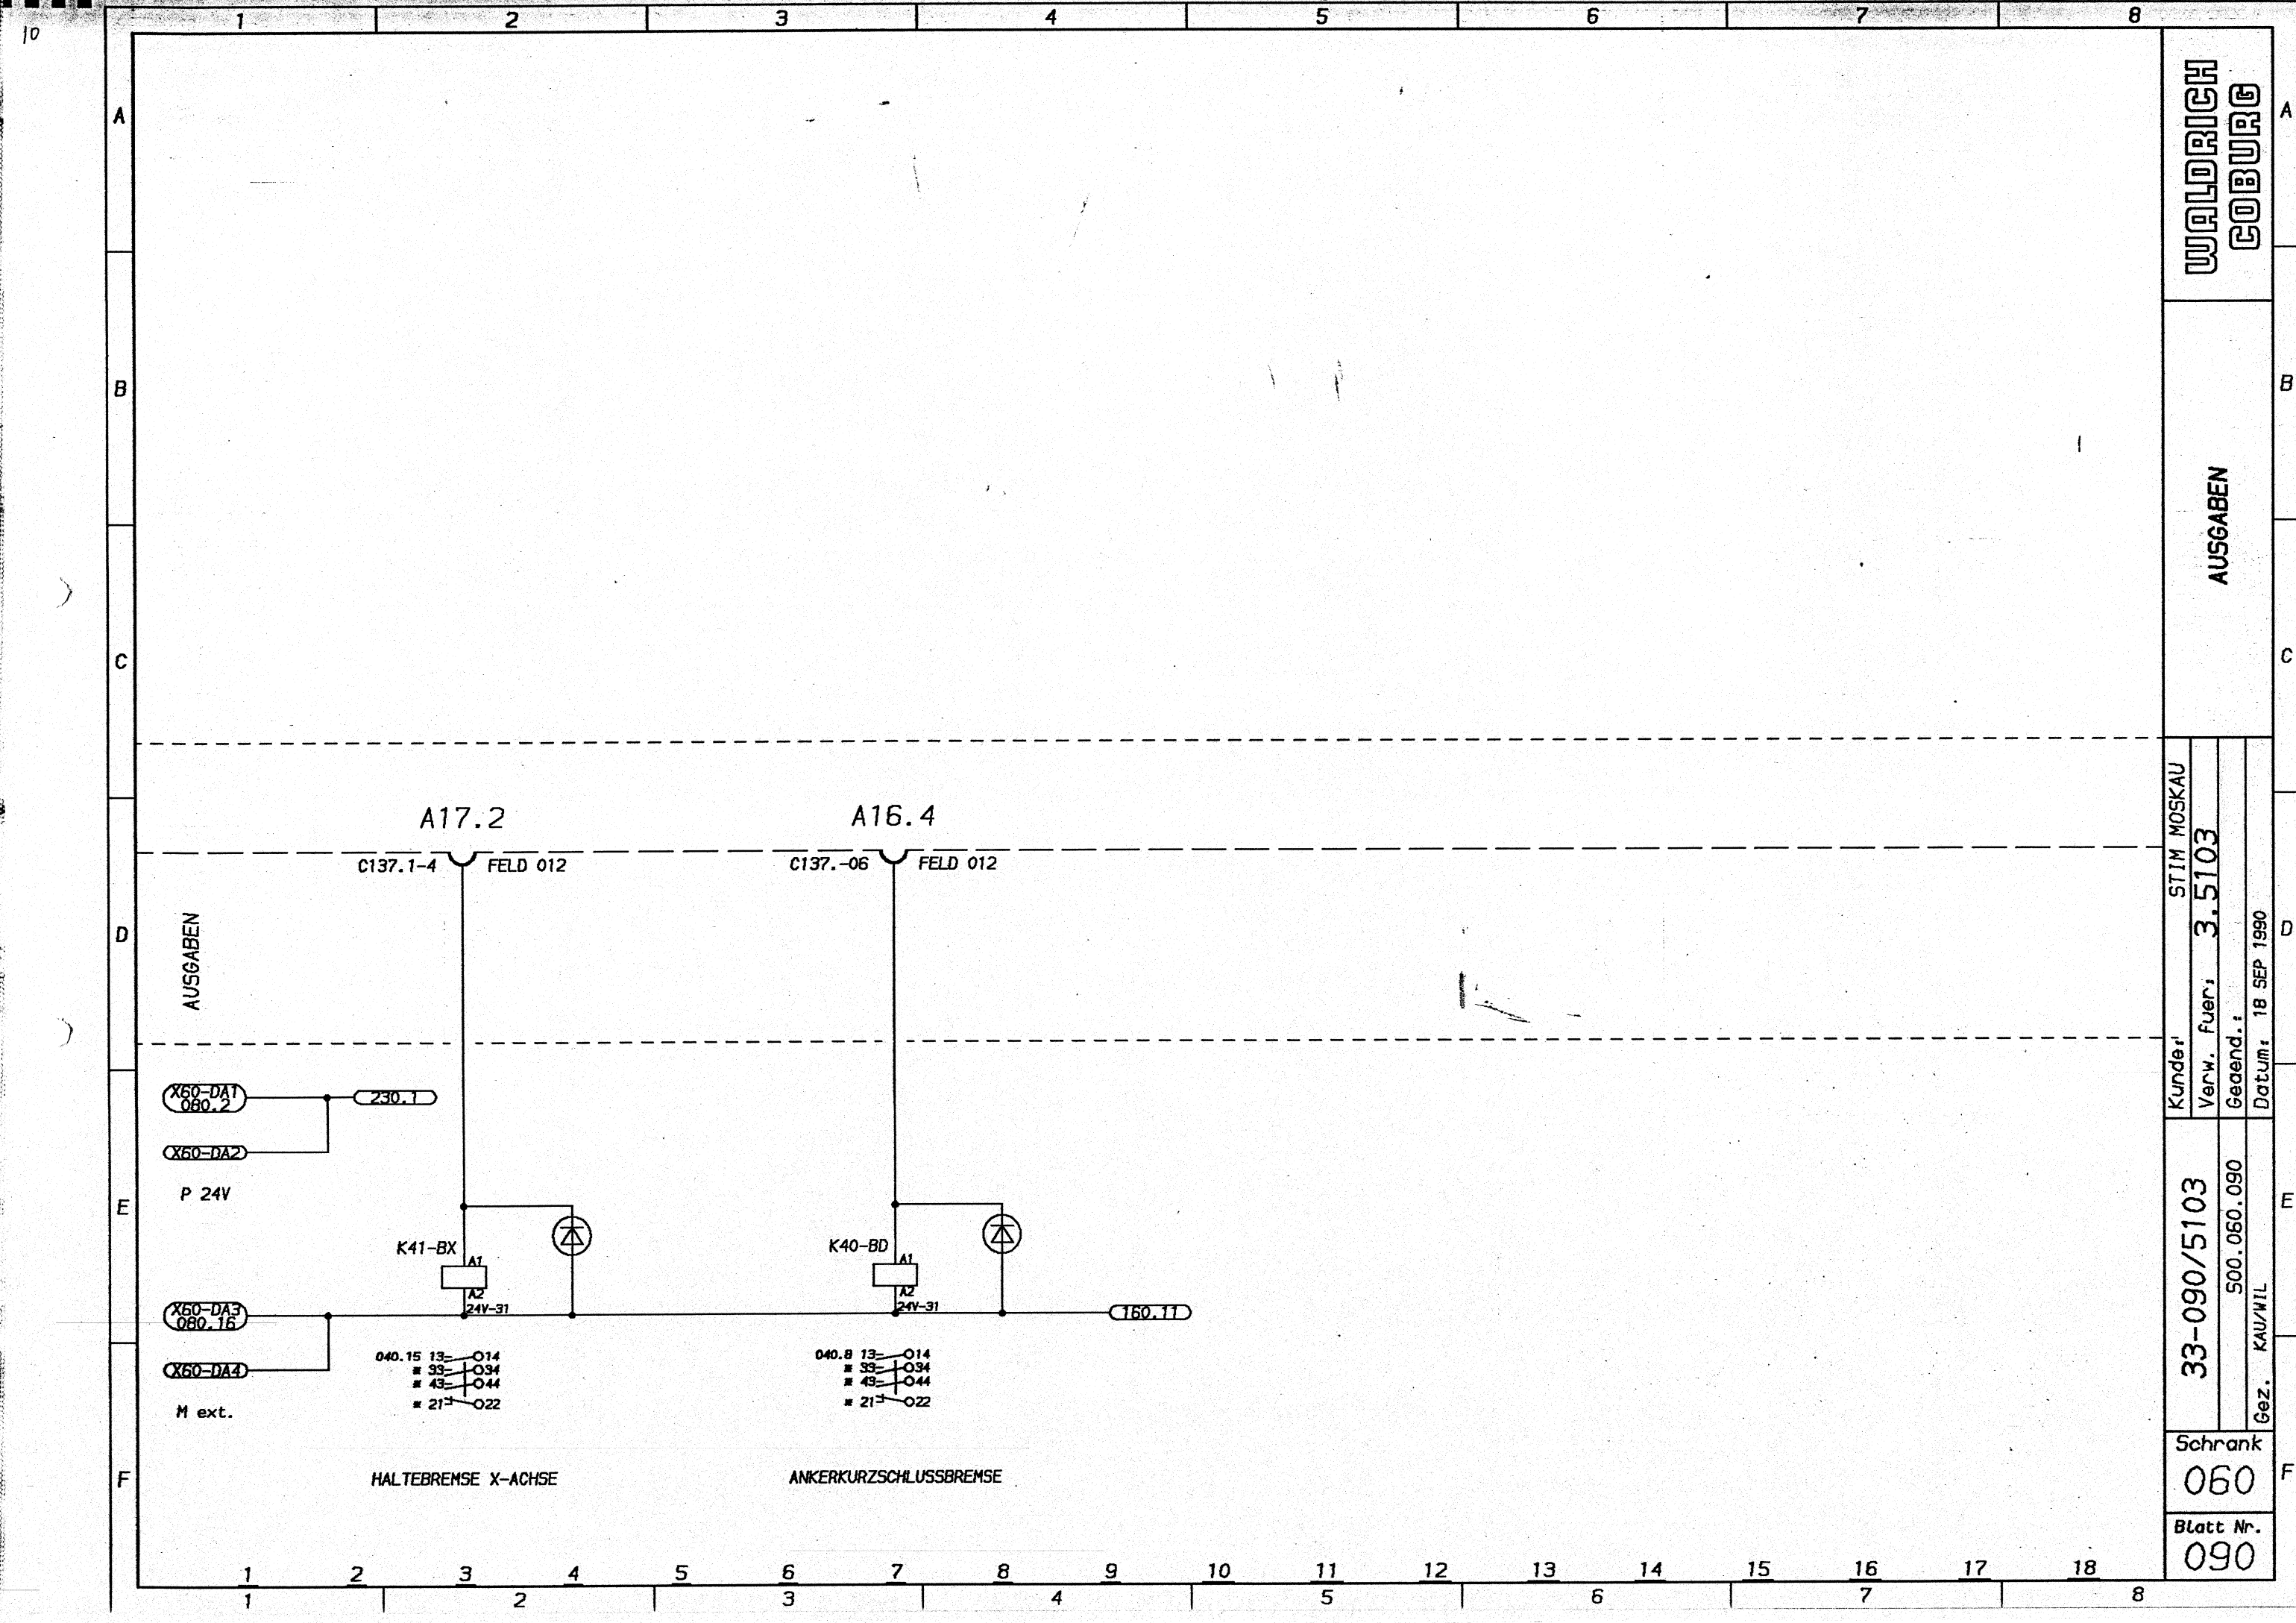 1 2 3 4 5 6 7 8
10
A A
B B
C C
D D
E E
F F
WALDRICH
COBURG
AUSGABEN
Kunde: STIM MOSKAU
Verw. fuer: 3.5103
Geaend.:
Datum: 18 SEP 1990
33-090/5103
S00.060.090
Gez. KAU/WIL
Schrank
060
Blatt Nr.
090
A17.2 A16.4
C137.1-4 FELD 012 C137.-06 FELD 012
AUSGABEN
X60-DA1
080.2
230.1
X60-DA2
P 24V
K41-BX A1
A2
24V-31
K40-BD A1
A2
24V-31
X60-DA3
080.16
160.11
X60-DA4
M ext.
040.15 13 14
* 33 34
* 43 44
* 21 22
040.8 13 14
* 33 34
* 43 44
* 21 22
HALTEBREMSE X-ACHSE ANKERKURZSCHLUSSBREMSE
1 2 3 4 5 6 7 8 9 10 11 12 13 14 15 16 17 18
1 2 3 4 5 6 7 8